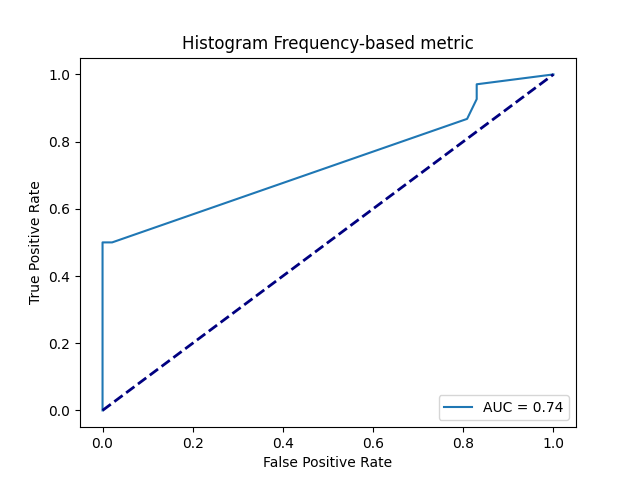 Histogram Frequency-based metric
True Positive Rate
1.0
0.8
0.6
0.4
0.2
0.0
AUC = 0.74
0.0 0.2 0.4 0.6 0.8 1.0
False Positive Rate